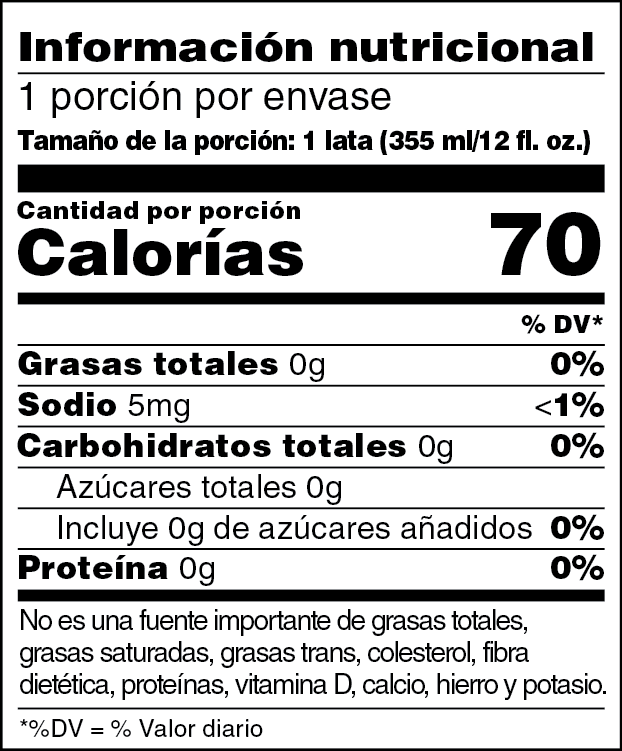 Información nutricional
1 porción por envase
Tamaño de la porción: 1 lata (355 ml/12 fl. oz.)
Cantidad por porción
Calorías 70
% DV*
Grasas totales 0g 0%
Sodio 5mg <1%
Carbohidratos totales 0g 0%
Azúcares totales 0g
Incluye 0g de azúcares añadidos 0%
Proteína 0g 0%
No es una fuente importante de grasas totales,
grasas saturadas, grasas trans, colesterol, fibra
dietética, proteínas, vitamina D, calcio, hierro y potasio.
*%DV = % Valor diario